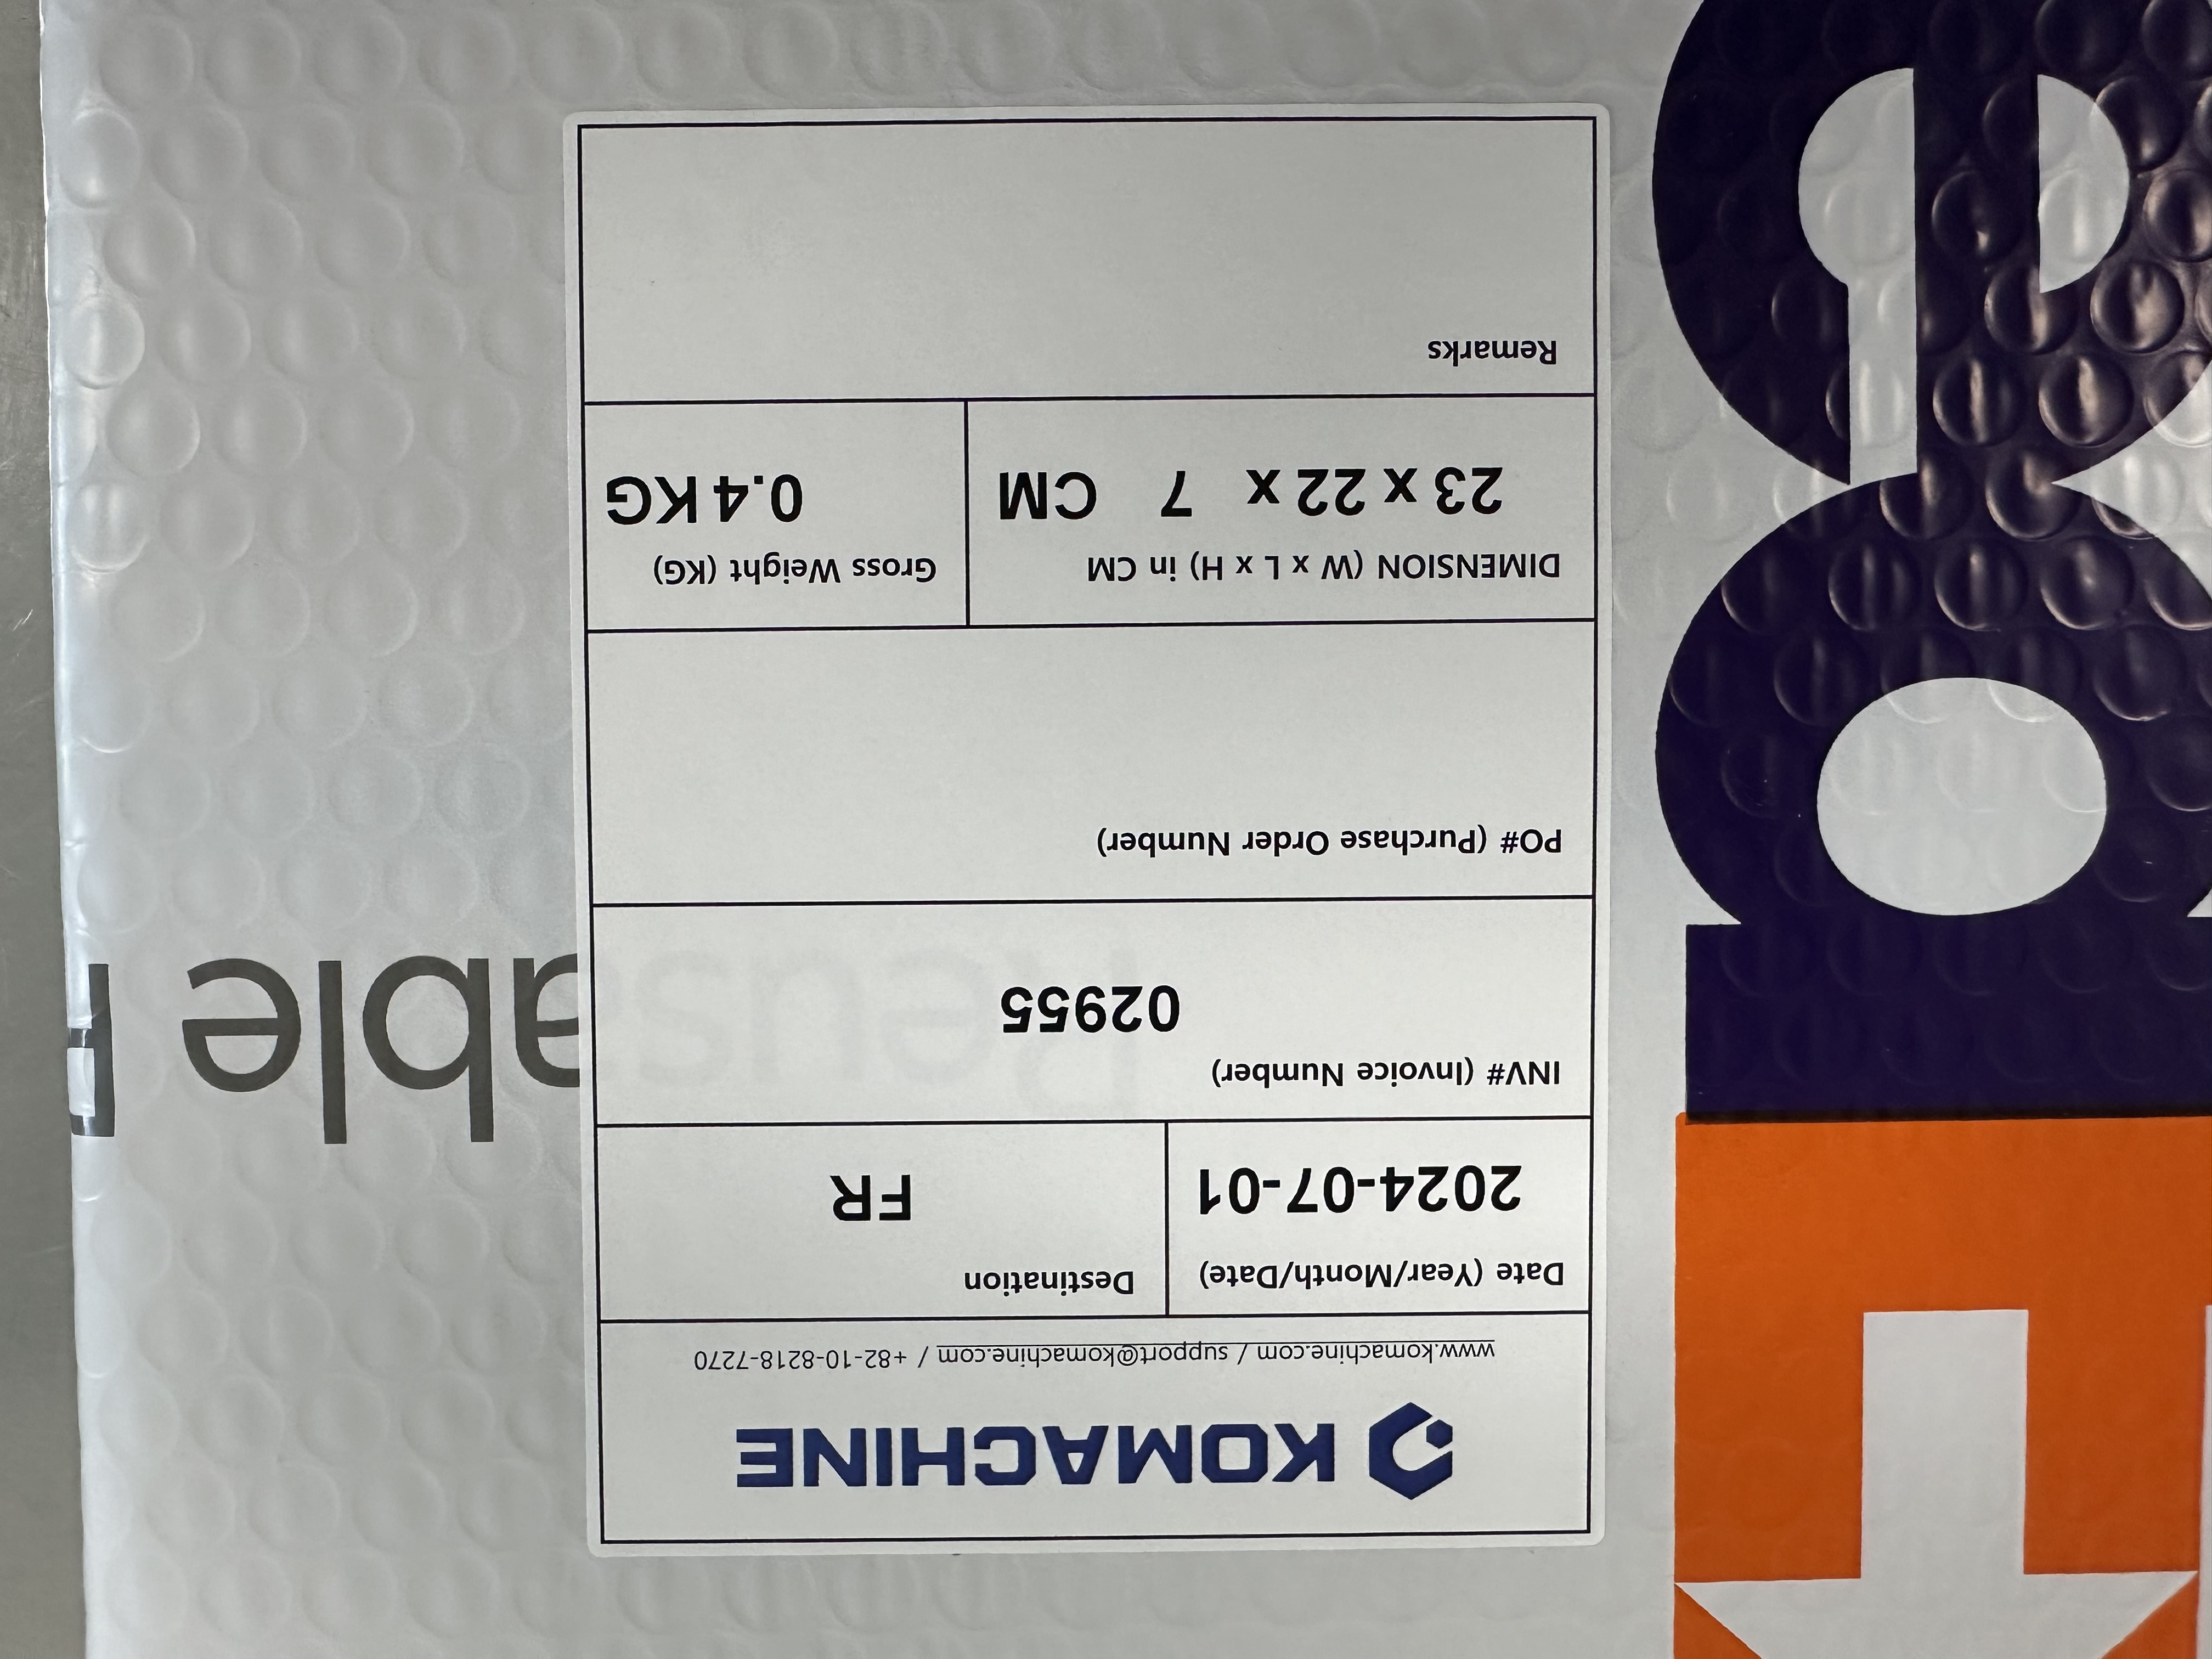 KOMACHINE
www.komachine.com / support@komachine.com / +82-10-8218-7270
Date (Year/Month/Date)
2024-07-01
Destination
FR
INV# (Invoice Number)
02955
PO# (Purchase Order Number)
DIMENSION (W x L x H) in CM
23 x 22 x 7 CM
Gross Weight (KG)
0.4 KG
Remarks
Reusable